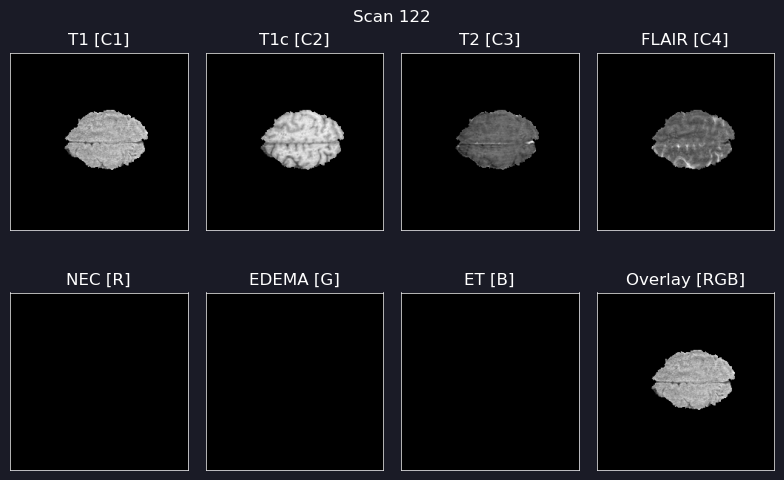 Scan 122
T1 [C1]
T1c [C2]
T2 [C3]
FLAIR [C4]
NEC [R]
EDEMA [G]
ET [B]
Overlay [RGB]